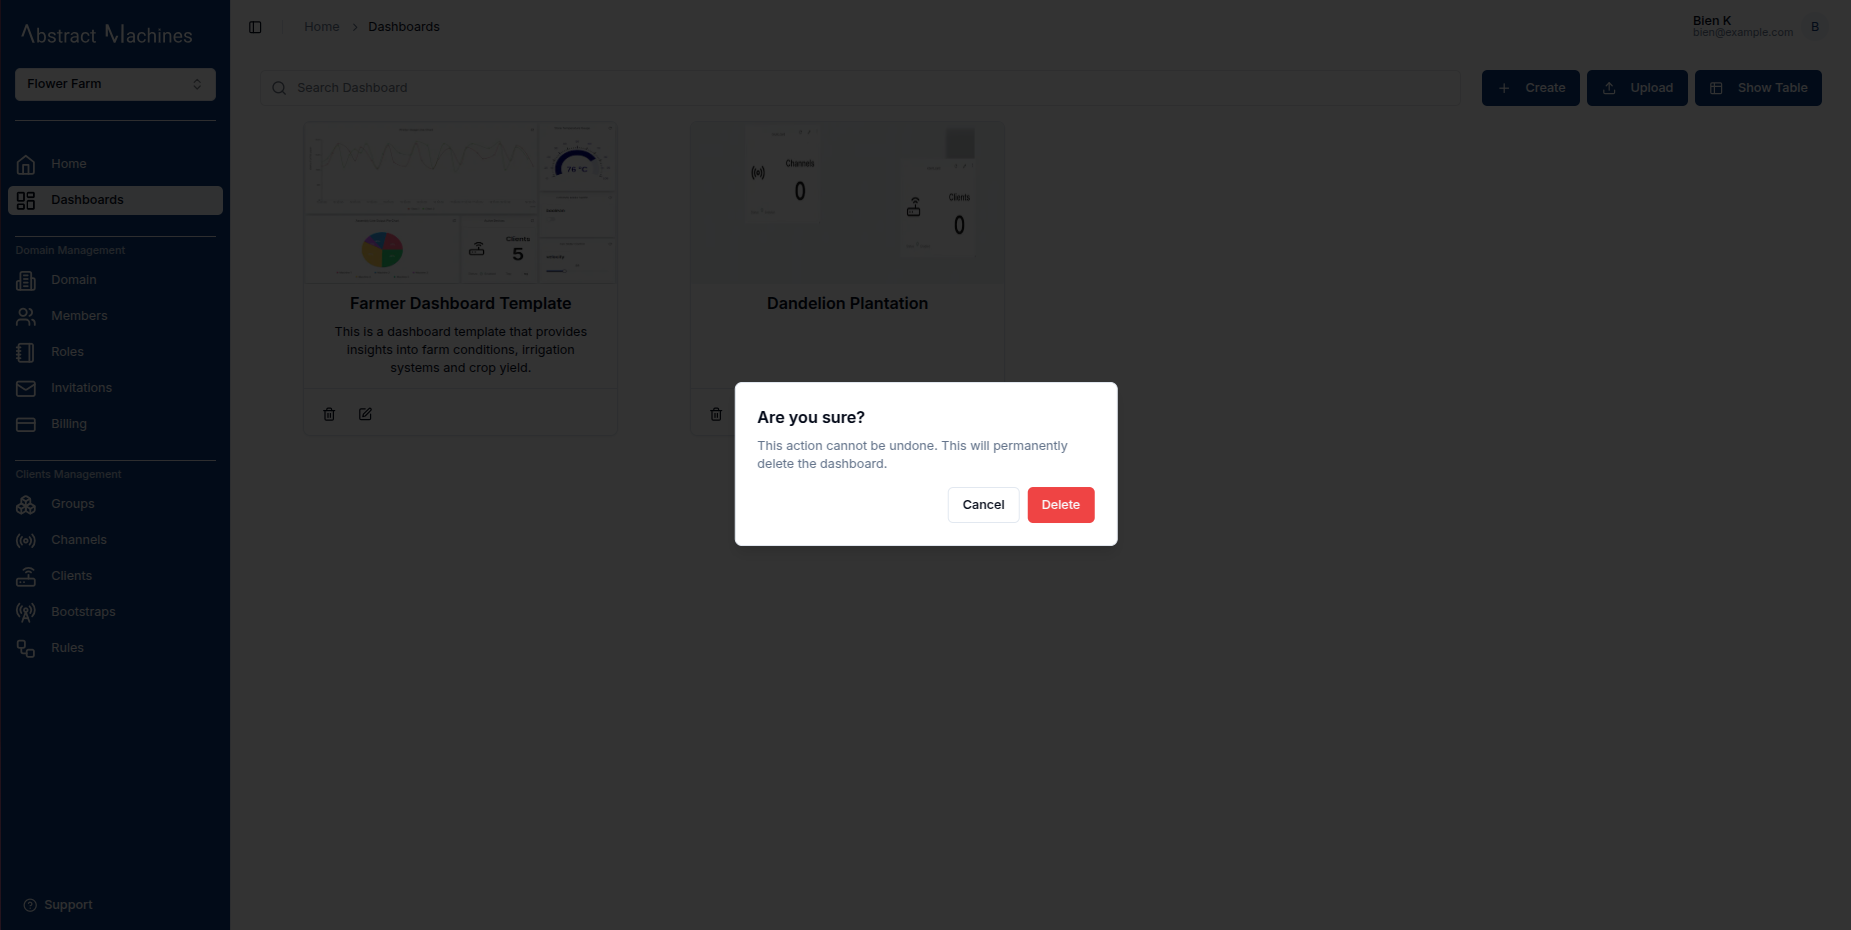 Abstract Machines
Flower Farm
Home
Dashboards
Domain Management
Domain
Members
Roles
Invitations
Billing
Clients Management
Groups
Channels
Clients
Bootstraps
Rules
Support
Home > Dashboards
Bien K
bien@example.com
B
Search Dashboard
Create
Upload
Show Table
76 °C
Clients
5
Channels
0
Clients
0
Farmer Dashboard Template
This is a dashboard template that provides
insights into farm conditions, irrigation
systems and crop yield.
Dandelion Plantation
Are you sure?
This action cannot be undone. This will permanently
delete the dashboard.
Cancel
Delete